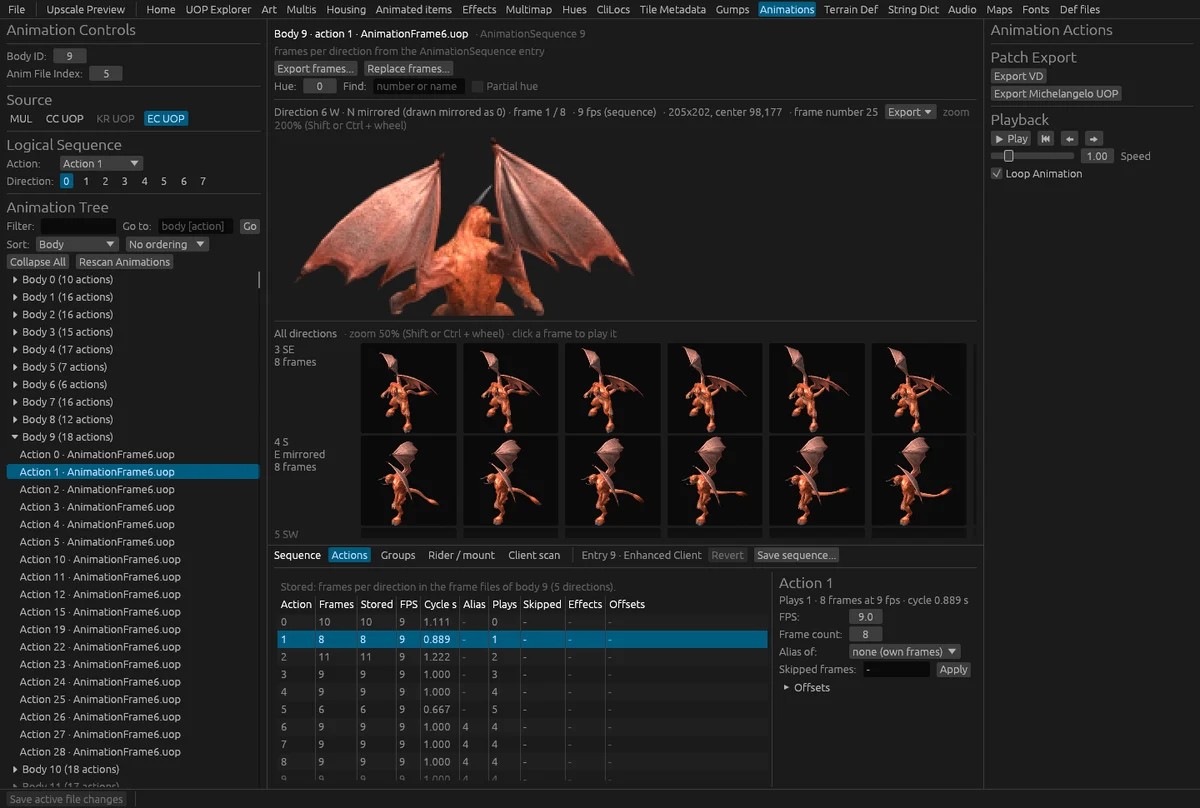 File Upscale Preview Home UOP Explorer Art Multis Housing Animated items Effects Multimap Hues CliLocs Tile Metadata Gumps Animations Terrain Def String Dict Audio Maps Fonts Def files
Animation Controls
Body ID: 9
Anim File Index: 5
Source
MUL CC UOP KR UOP EC UOP
Logical Sequence
Action: Action 1
Direction: 0 1 2 3 4 5 6 7
Animation Tree
Filter: Go to: body [action] Go
Sort: Body No ordering
Collapse All Rescan Animations
Body 0 (10 actions)
Body 1 (16 actions)
Body 2 (16 actions)
Body 3 (15 actions)
Body 4 (17 actions)
Body 5 (7 actions)
Body 6 (6 actions)
Body 7 (16 actions)
Body 8 (12 actions)
Body 9 (18 actions)
Action 0 · AnimationFrame6.uop
Action 1 · AnimationFrame6.uop
Action 2 · AnimationFrame6.uop
Action 3 · AnimationFrame6.uop
Action 4 · AnimationFrame6.uop
Action 5 · AnimationFrame6.uop
Action 10 · AnimationFrame6.uop
Action 11 · AnimationFrame6.uop
Action 12 · AnimationFrame6.uop
Action 15 · AnimationFrame6.uop
Action 19 · AnimationFrame6.uop
Action 22 · AnimationFrame6.uop
Action 23 · AnimationFrame6.uop
Action 24 · AnimationFrame6.uop
Action 25 · AnimationFrame6.uop
Action 26 · AnimationFrame6.uop
Action 27 · AnimationFrame6.uop
Action 28 · AnimationFrame6.uop
Body 10 (18 actions)
Body 11 (17 actions)
Save active file changes
Body 9 · action 1 · AnimationFrame6.uop · AnimationSequence 9
frames per direction from the AnimationSequence entry
Export frames... Replace frames...
Hue: 0 Find: number or name Partial hue
Direction 6 W · N mirrored (drawn mirrored as 0) · frame 1 / 8 · 9 fps (sequence) · 205x202, center 98,177 · frame number 25 Export zoom
200% (Shift or Ctrl + wheel)
All directions · zoom 50% (Shift or Ctrl + wheel) · click a frame to play it
3 SE
8 frames
4 S
E mirrored
8 frames
5 SW
Sequence Actions Groups Rider / mount Client scan Entry 9 · Enhanced Client Revert Save sequence...
Stored: frames per direction in the frame files of body 9 (5 directions).
Action Frames Stored FPS Cycle s Alias Plays Skipped Effects Offsets
0 10 10 9 1.111 - 0 - - -
1 8 8 9 0.889 - 1 - - -
2 11 11 9 1.222 - 2 - - -
3 9 9 9 1.000 - 3 - - -
4 9 9 9 1.000 - 4 - - -
5 6 6 9 0.667 - 5 - - -
6 9 9 9 1.000 4 4 - - -
7 9 9 9 1.000 4 4 - - -
8 9 9 9 1.000 4 4 - - -
9 9 9 9 1.000 4 4 - - -
Action 1
Plays 1 · 8 frames at 9 fps · cycle 0.889 s
FPS: 9.0
Frame count: 8
Alias of: none (own frames)
Skipped frames: - Apply
Offsets
Animation Actions
Patch Export
Export VD
Export Michelangelo UOP
Playback
Play
1.00 Speed
Loop Animation